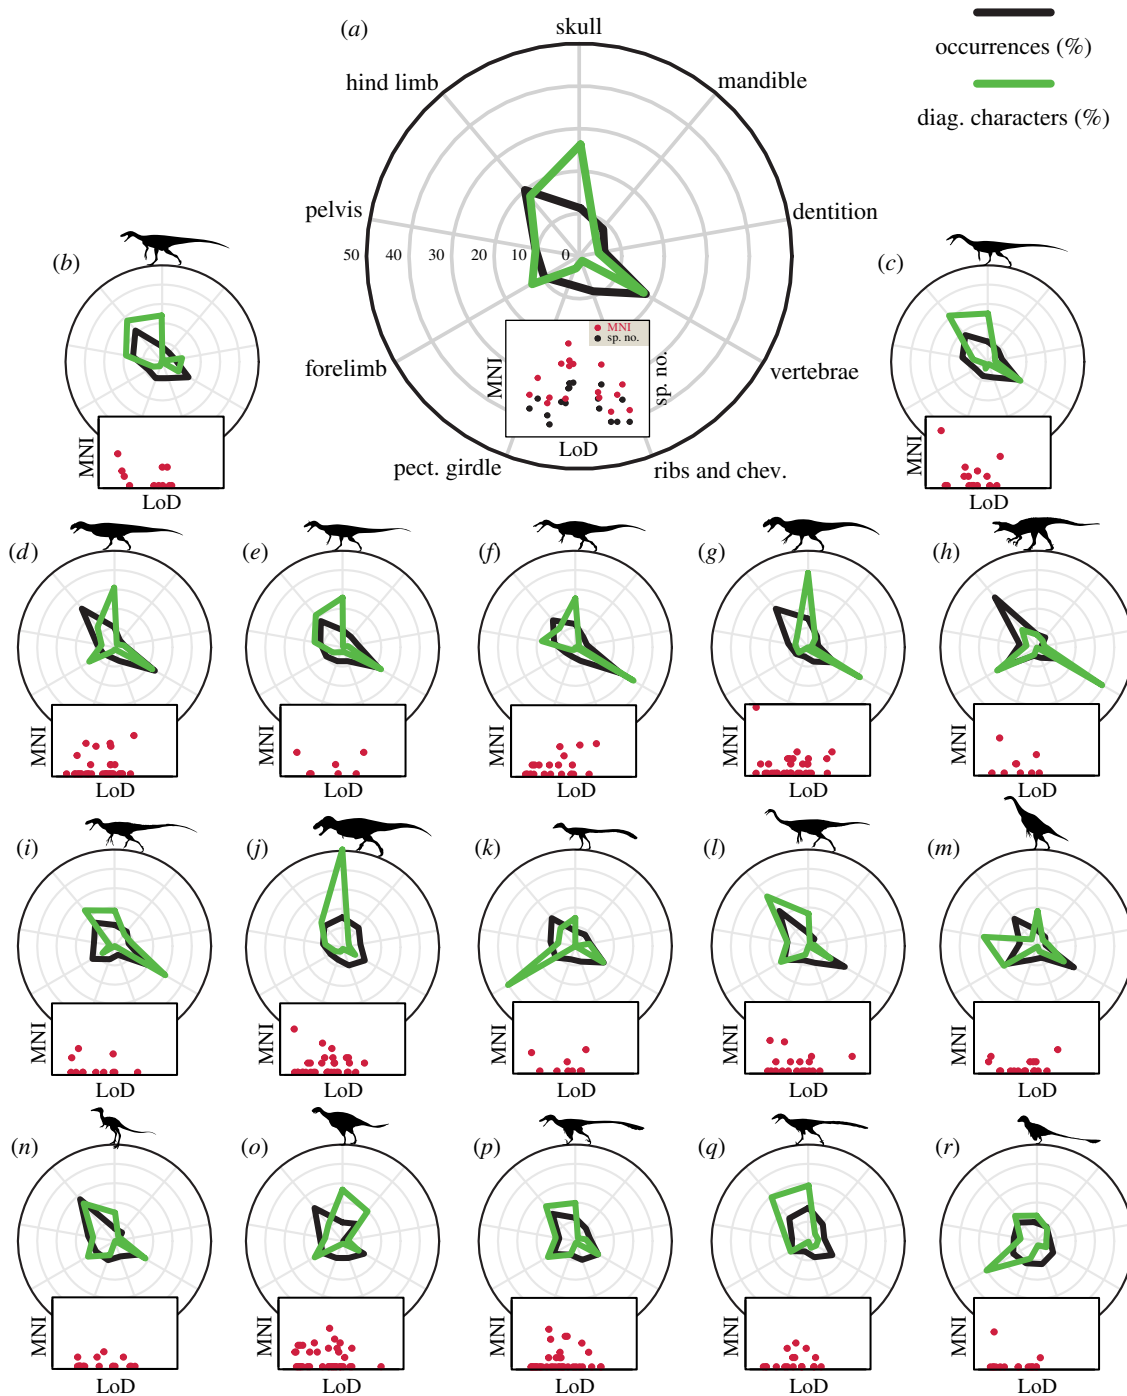 (a)
skull
occurrences (%)
hind limb
mandible
diag. characters (%)
pelvis
dentition
50 40 30 20 10 0
(b)
(c)
MNI
sp. no.
MNI
sp. no.
forelimb
vertebrae
LoD
pect. girdle
ribs and chev.
MNI
LoD
MNI
LoD
(d)
(e)
(f)
(g)
(h)
MNI
LoD
MNI
LoD
MNI
LoD
MNI
LoD
MNI
LoD
(i)
(j)
(k)
(l)
(m)
MNI
LoD
MNI
LoD
MNI
LoD
MNI
LoD
MNI
LoD
(n)
(o)
(p)
(q)
(r)
MNI
LoD
MNI
LoD
MNI
LoD
MNI
LoD
MNI
LoD